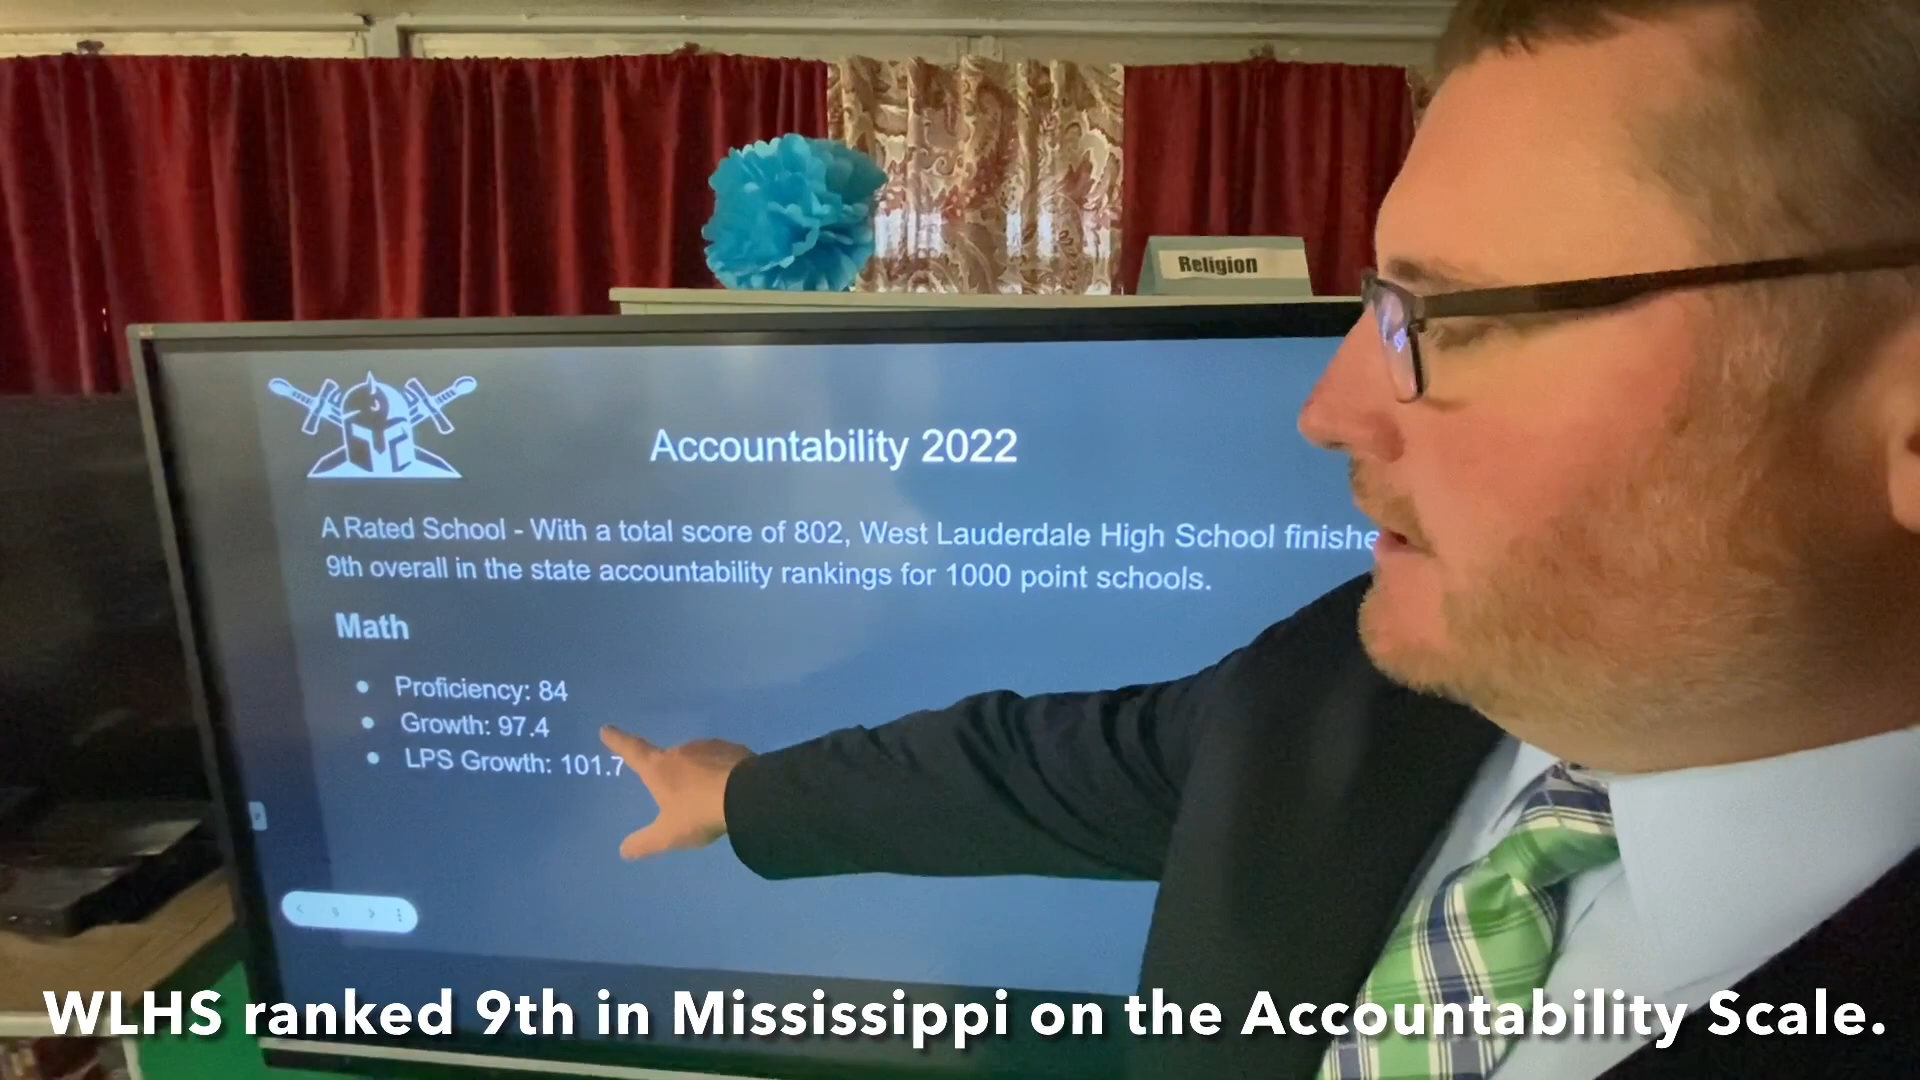 Religion
Accountability 2022
A Rated School - With a total score of 802, West Lauderdale High School finishe
9th overall in the state accountability rankings for 1000 point schools.
Math
• Proficiency: 84
• Growth: 97.4
• LPS Growth: 101.7
WLHS ranked 9th in Mississippi on the Accountability Scale.